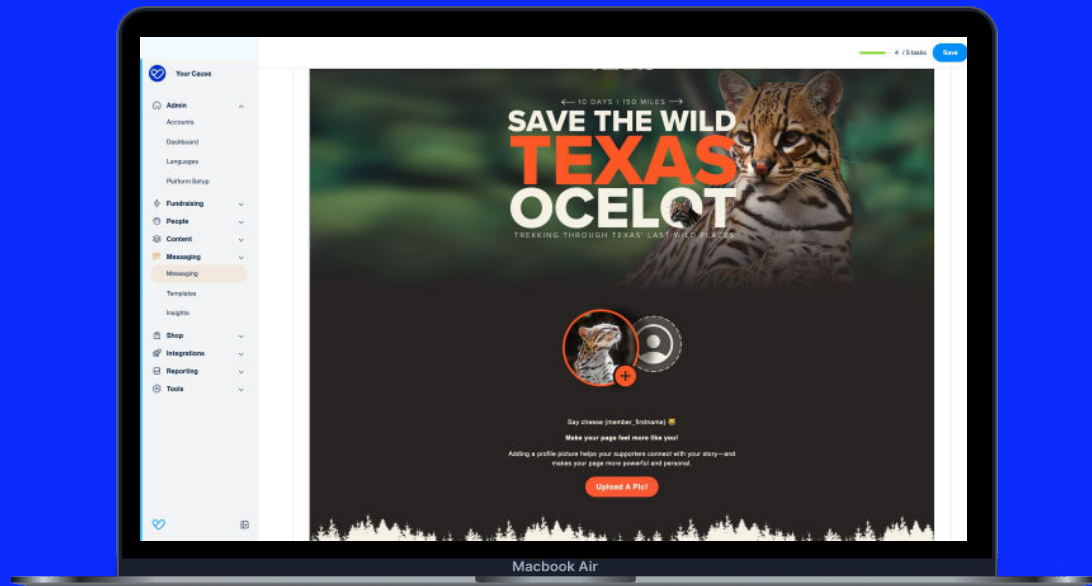 4 / 5 tasks
Save
Your Cause
Admin
Accounts
Dashboard
Languages
Platform Setup
Fundraising
People
Content
Messaging
Messaging
Templates
Insights
Shop
Integrations
Reporting
Tools
10 DAYS | 150 MILES
SAVE THE WILD
TEXAS
OCELOT
TREKKING THROUGH TEXAS' LAST WILD PLACES
Say cheese {member_firstname} 😺
Make your page feel more like you!
Adding a profile picture helps your supporters connect with your story—and
makes your page more powerful and personal.
Upload A Pic!
Macbook Air